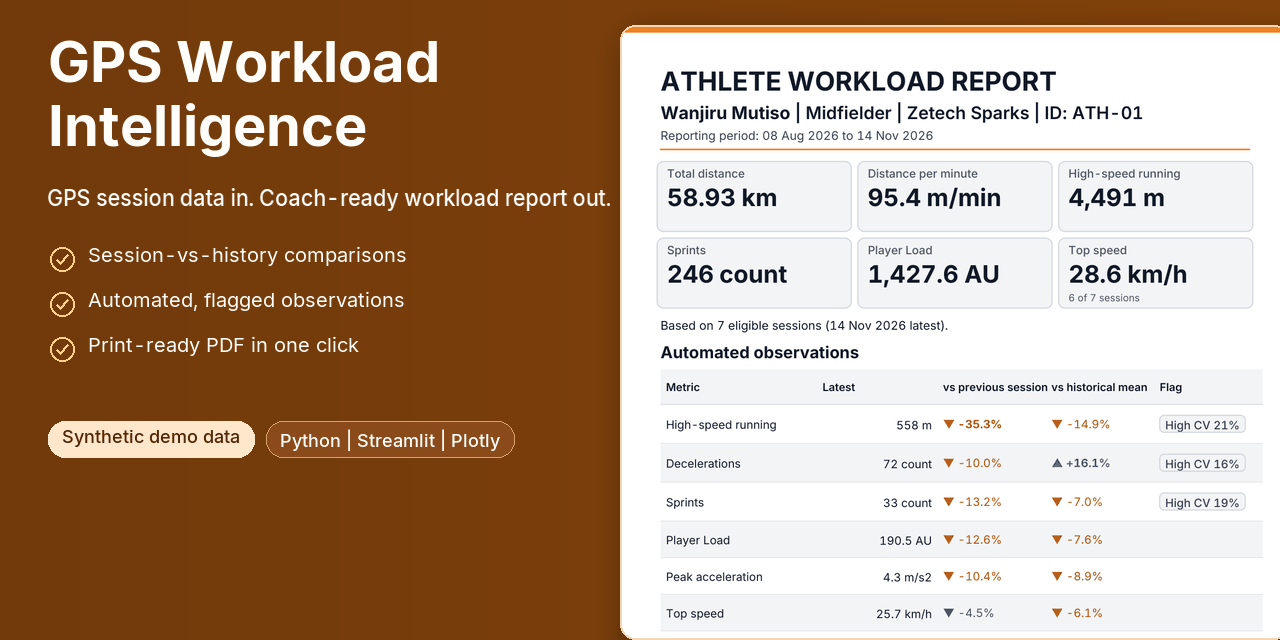 GPS Workload
Intelligence
GPS session data in. Coach-ready workload report out.
Session-vs-history comparisons
Automated, flagged observations
Print-ready PDF in one click
Synthetic demo data
Python | Streamlit | Plotly
ATHLETE WORKLOAD REPORT
Wanjiru Mutiso | Midfielder | Zetech Sparks | ID: ATH-01
Reporting period: 08 Aug 2026 to 14 Nov 2026
Total distance
58.93 km
Distance per minute
95.4 m/min
High-speed running
4,491 m
Sprints
246 count
Player Load
1,427.6 AU
Top speed
28.6 km/h
6 of 7 sessions
Based on 7 eligible sessions (14 Nov 2026 latest).
Automated observations
Metric Latest vs previous session vs historical mean Flag
High-speed running 558 m ▼ -35.3% ▼ -14.9% High CV 21%
Decelerations 72 count ▼ -10.0% ▲ +16.1% High CV 16%
Sprints 33 count ▼ -13.2% ▼ -7.0% High CV 19%
Player Load 190.5 AU ▼ -12.6% ▼ -7.6%
Peak acceleration 4.3 m/s2 ▼ -10.4% ▼ -8.9%
Top speed 25.7 km/h ▼ -4.5% ▼ -6.1%